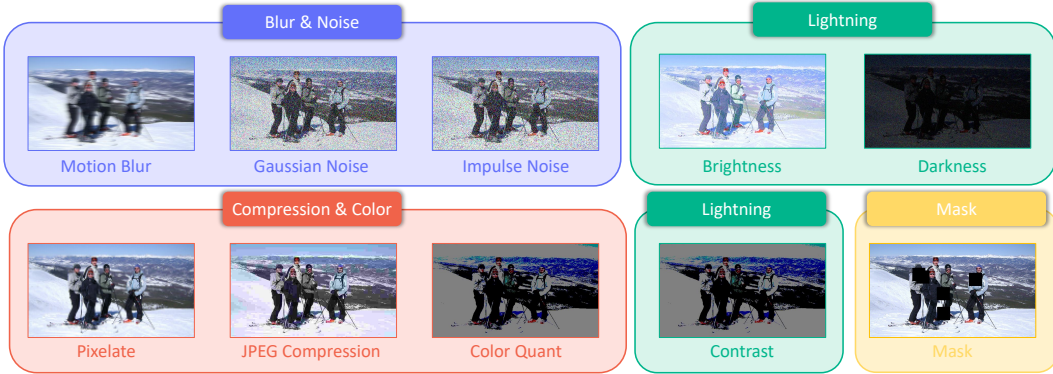 Blur & Noise
Lightning
Motion Blur
Gaussian Noise
Impulse Noise
Brightness
Darkness
Compression & Color
Lightning
Mask
Pixelate
JPEG Compression
Color Quant
Contrast
Mask